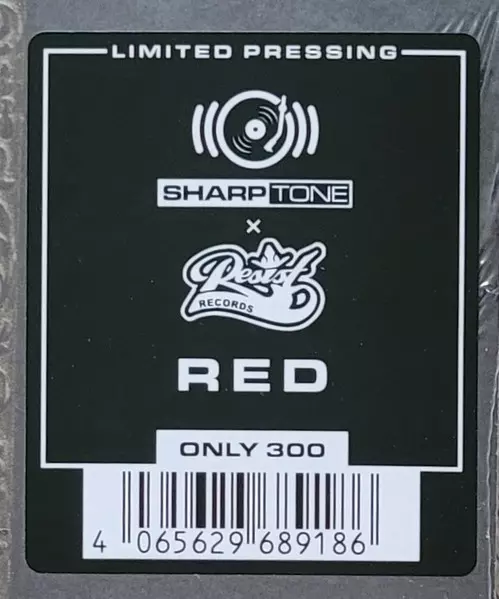 LIMITED PRESSING
SHARPTONE
×
Resist
RECORDS
RED
ONLY 300
4 065629 689186